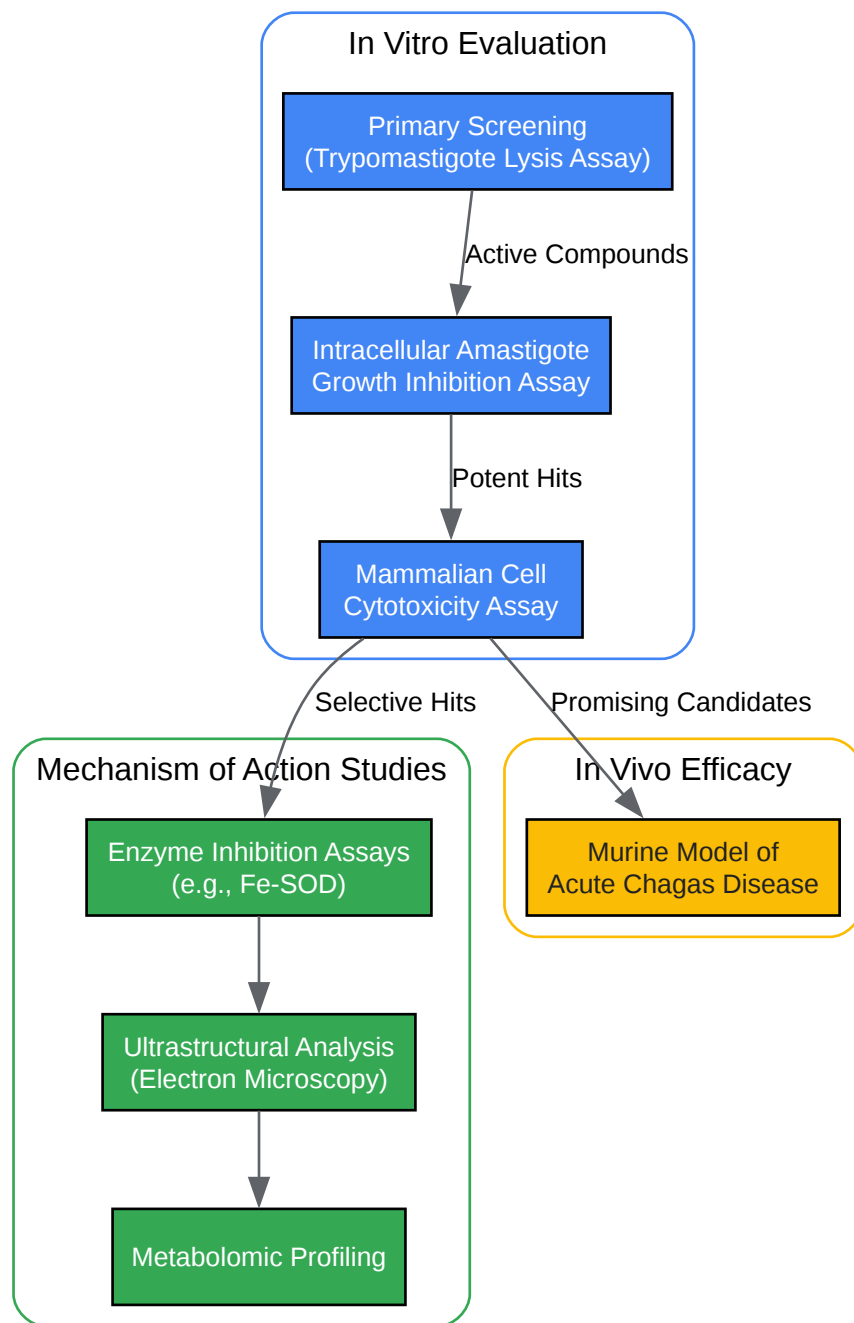 In Vitro Evaluation
Primary Screening
(Trypomastigote Lysis Assay)
Active Compounds
Intracellular Amastigote
Growth Inhibition Assay
Potent Hits
Mammalian Cell
Cytotoxicity Assay
Selective Hits
Promising Candidates
Mechanism of Action Studies
In Vivo Efficacy
Enzyme Inhibition Assays
(e.g., Fe-SOD)
Murine Model of
Acute Chagas Disease
Ultrastructural Analysis
(Electron Microscopy)
Metabolomic Profiling